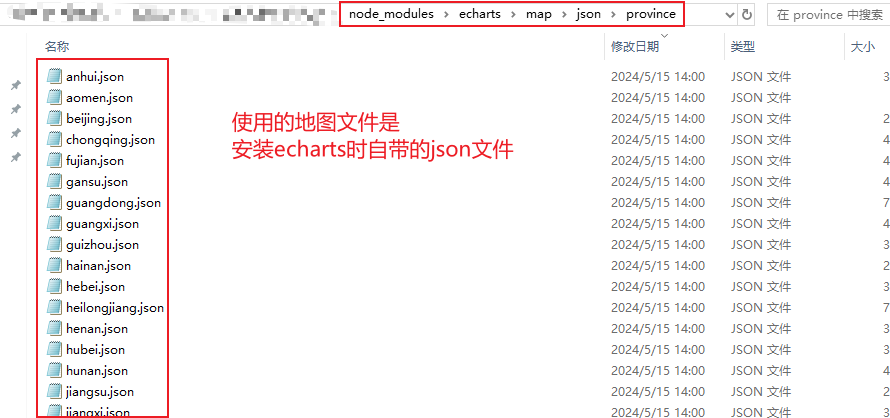 node_modules > echarts > map > json > province
在 province 中搜索
名称
修改日期
类型
大小
anhui.json 2024/5/15 14:00 JSON 文件 3
aomen.json 2024/5/15 14:00 JSON 文件
beijing.json 2024/5/15 14:00 JSON 文件 2
chongqing.json 2024/5/15 14:00 JSON 文件 4
fujian.json 2024/5/15 14:00 JSON 文件 4
gansu.json 2024/5/15 14:00 JSON 文件 4
guangdong.json 2024/5/15 14:00 JSON 文件 7
guangxi.json 2024/5/15 14:00 JSON 文件 4
guizhou.json 2024/5/15 14:00 JSON 文件 3
hainan.json 2024/5/15 14:00 JSON 文件 2
hebei.json 2024/5/15 14:00 JSON 文件 3
heilongjiang.json 2024/5/15 14:00 JSON 文件 7
henan.json 2024/5/15 14:00 JSON 文件 3
hubei.json 2024/5/15 14:00 JSON 文件 3
hunan.json 2024/5/15 14:00 JSON 文件 4
jiangsu.json 2024/5/15 14:00 JSON 文件 2
jiangxi.json 2024/5/15 14:00 JSON 文件 3
使用的地图文件是
安装echarts时自带的json文件